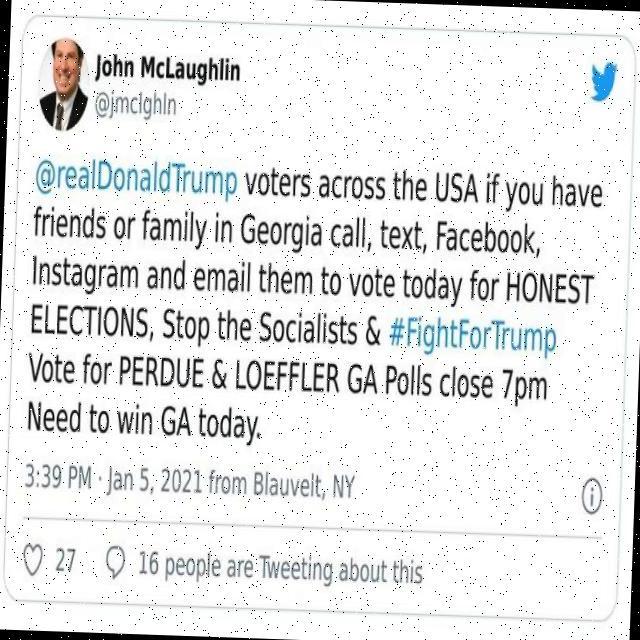 John McLaughlin
@jmclghln
@realDonaldTrump voters across the USA if you have
friends or family in Georgia call, text, Facebook,
Instagram and email them to vote today for HONEST
ELECTIONS, Stop the Socialists & #FightForTrump
Vote for PERDUE & LOEFFLER GA Polls close 7pm
Need to win GA today.
3:39 PM · Jan 5, 2021 from Blauvelt, NY
27 16 people are Tweeting about this